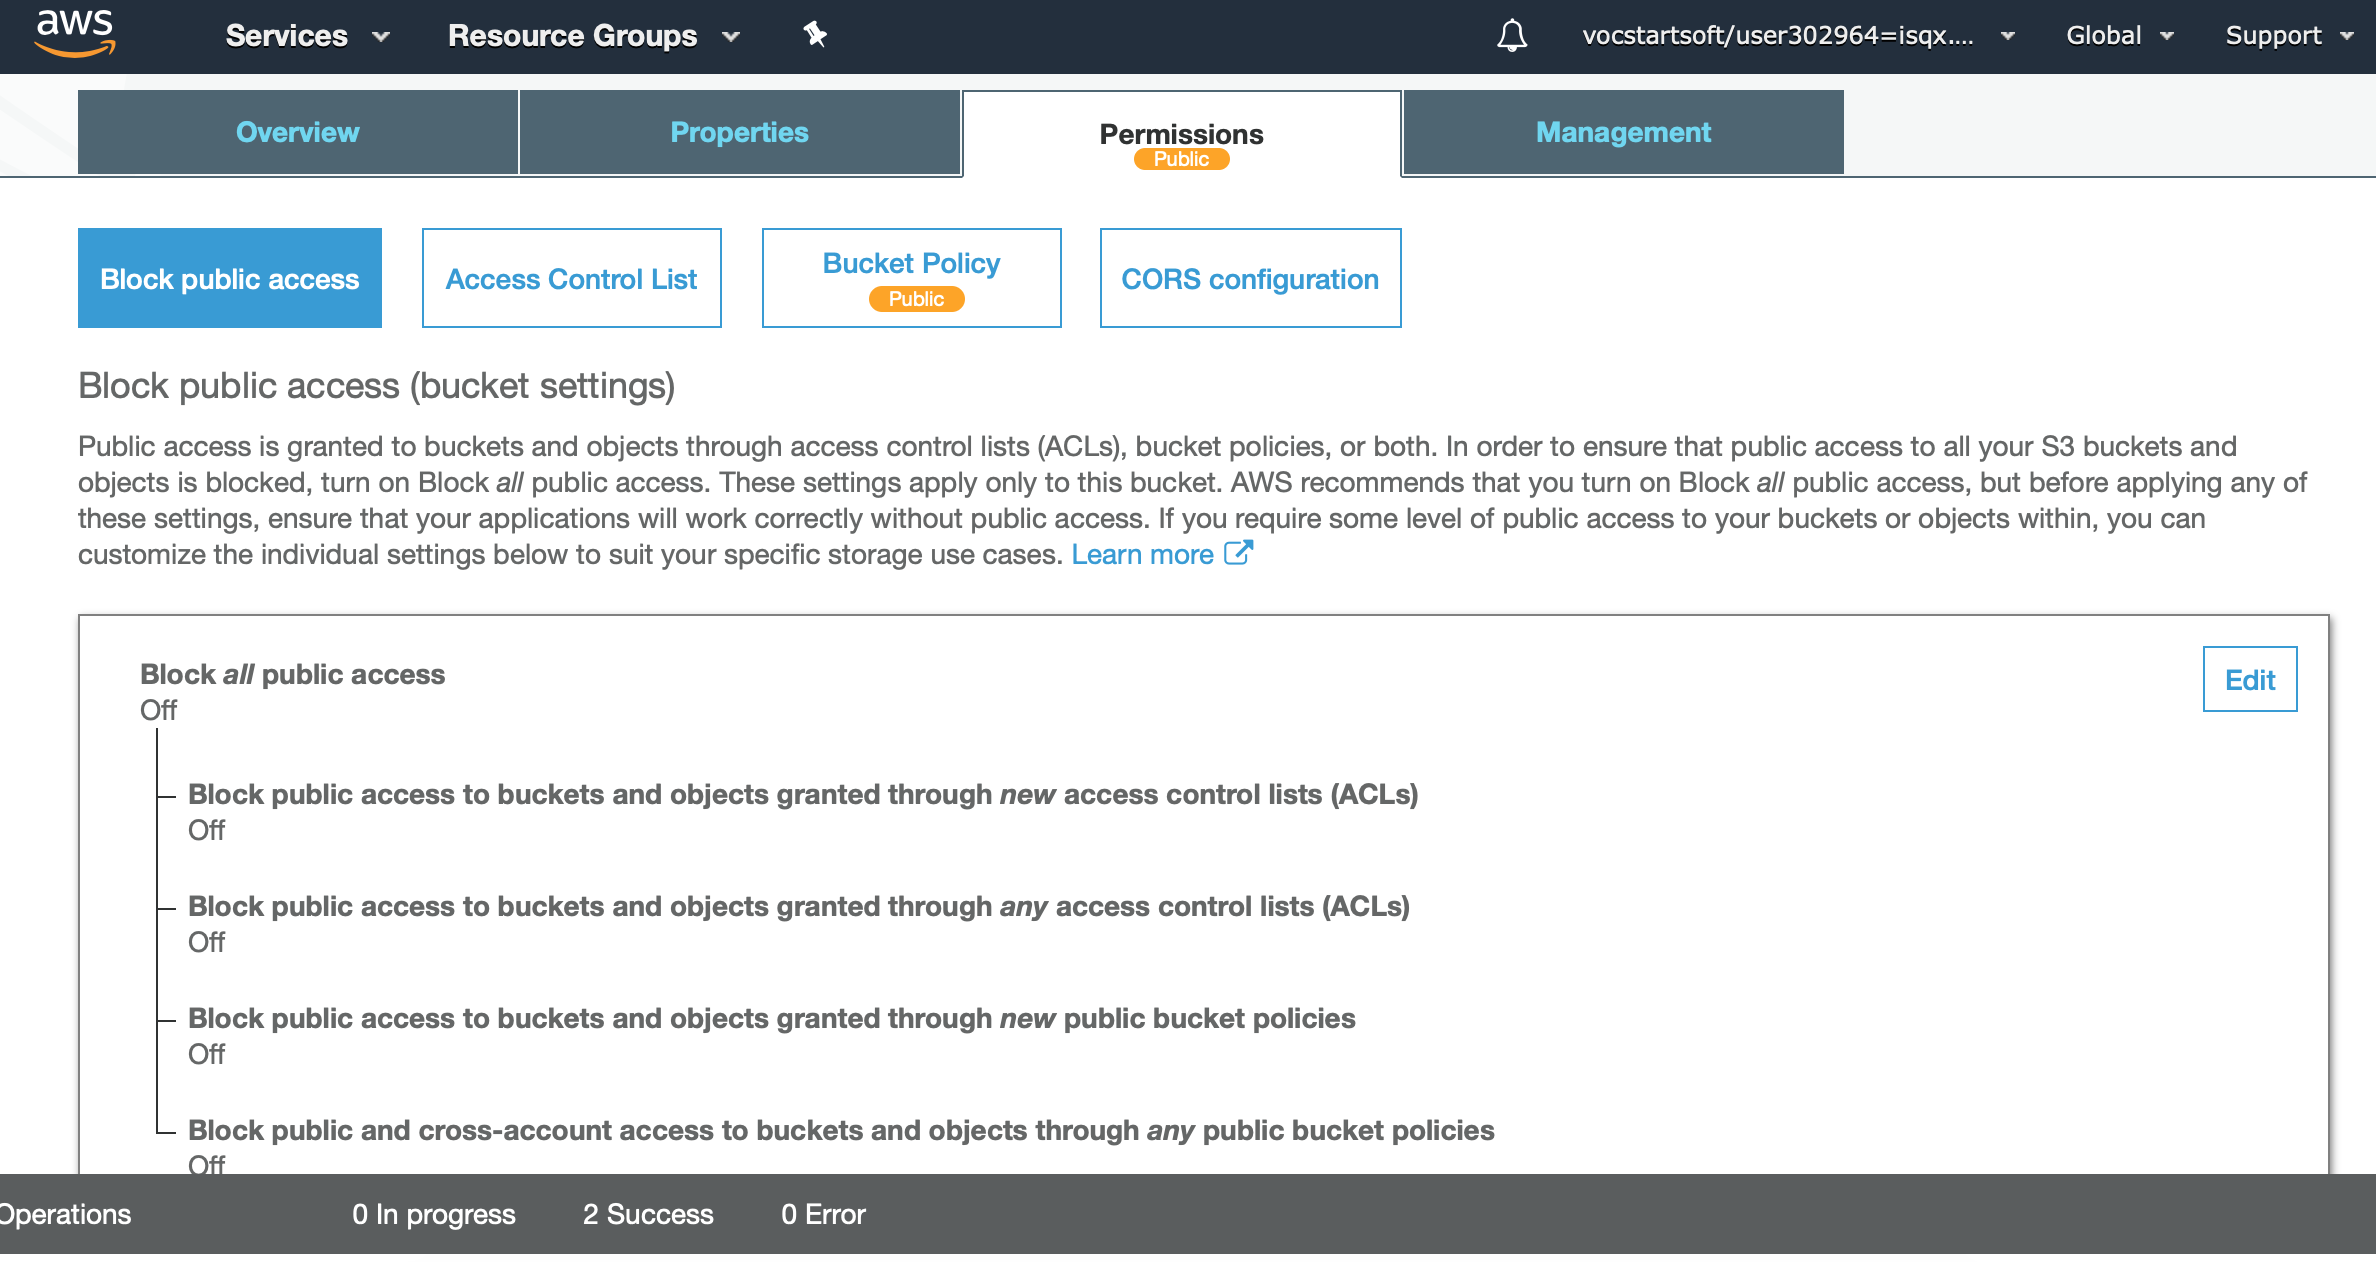 aws Services Resource Groups vocstartsoft/user302964=isqx.... Global Support
Overview Properties Permissions Management
Public
Block public access Access Control List Bucket Policy CORS configuration
Public
Block public access (bucket settings)
Public access is granted to buckets and objects through access control lists (ACLs), bucket policies, or both. In order to ensure that public access to all your S3 buckets and
objects is blocked, turn on Block all public access. These settings apply only to this bucket. AWS recommends that you turn on Block all public access, but before applying any of
these settings, ensure that your applications will work correctly without public access. If you require some level of public access to your buckets or objects within, you can
customize the individual settings below to suit your specific storage use cases. Learn more
Block all public access
Edit
Off
Block public access to buckets and objects granted through new access control lists (ACLs)
Off
Block public access to buckets and objects granted through any access control lists (ACLs)
Off
Block public access to buckets and objects granted through new public bucket policies
Off
Block public and cross-account access to buckets and objects through any public bucket policies
Off
Operations 0 In progress 2 Success 0 Error